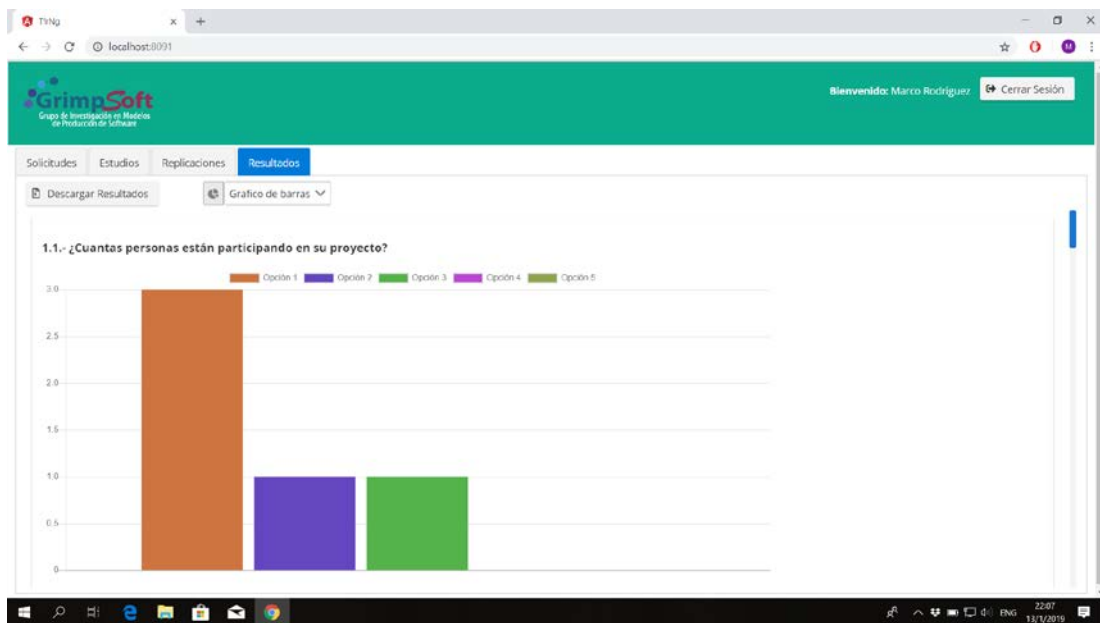 TlrNg
localhost:8091
M
GrimpSoft
Grupo de Investigación en Modelos
de Producción de Software
Bienvenido: Marco Rodriguez
Cerrar Sesión
Solicitudes Estudios Replicaciones Resultados
Descargar Resultados Grafico de barras
1.1.- ¿Cuantas personas están participando en su proyecto?
Opción 1 Opción 2 Opción 3 Opción 4 Opción 5
3.0
2.5
2.0
1.5
1.0
0.5
0
ENG
22:07
13/1/2019